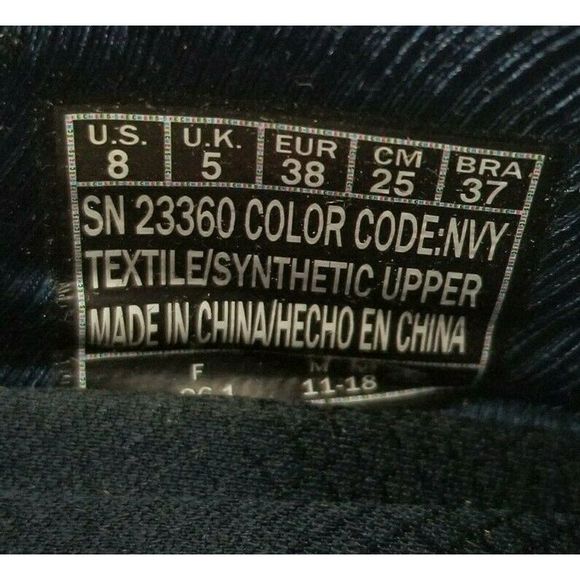 U.S. U.K. EUR CM BRA
8 5 38 25 37
SN 23360 COLOR CODE:NVY
TEXTILE/SYNTHETIC UPPER
MADE IN CHINA/HECHO EN CHINA
F M
11-18